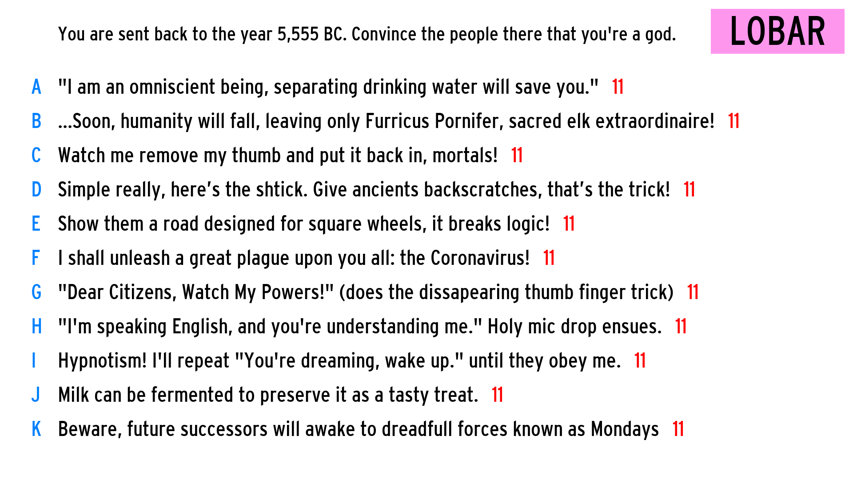 You are sent back to the year 5,555 BC. Convince the people there that you're a god.
LOBAR
A "I am an omniscient being, separating drinking water will save you." 11
B ...Soon, humanity will fall, leaving only Furricus Pornifer, sacred elk extraordinaire! 11
C Watch me remove my thumb and put it back in, mortals! 11
D Simple really, here's the shtick. Give ancients backscratches, that's the trick! 11
E Show them a road designed for square wheels, it breaks logic! 11
F I shall unleash a great plague upon you all: the Coronavirus! 11
G "Dear Citizens, Watch My Powers!" (does the dissapearing thumb finger trick) 11
H "I'm speaking English, and you're understanding me." Holy mic drop ensues. 11
I Hypnotism! I'll repeat "You're dreaming, wake up." until they obey me. 11
J Milk can be fermented to preserve it as a tasty treat. 11
K Beware, future successors will awake to dreadfull forces known as Mondays 11